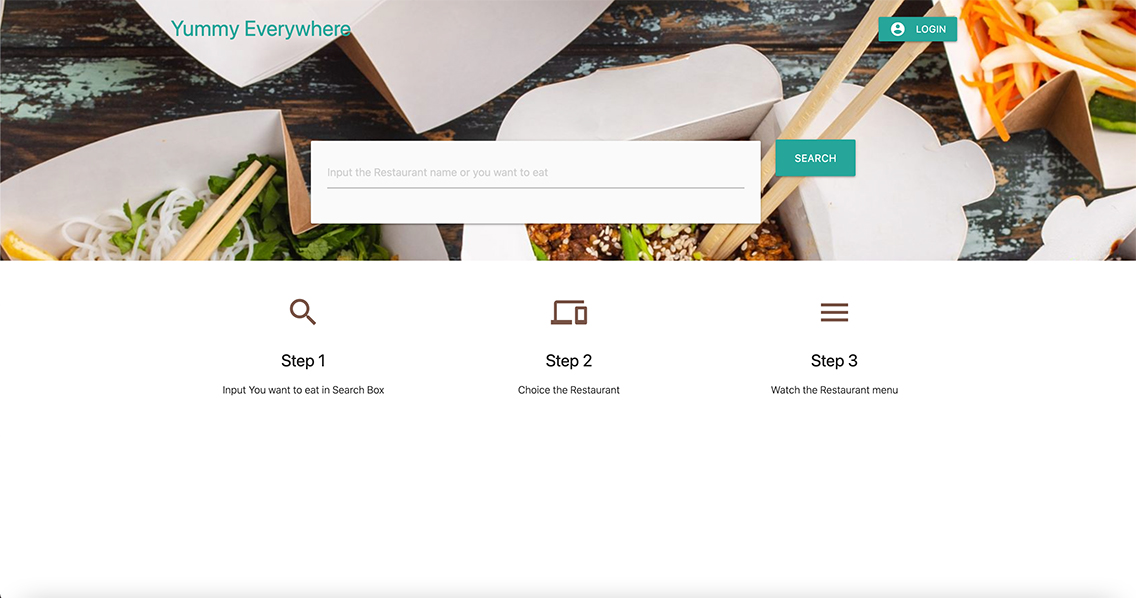 Yummy Everywhere
LOGIN
Input the Restaurant name or you want to eat
SEARCH
Step 1
Input You want to eat in Search Box
Step 2
Choice the Restaurant
Step 3
Watch the Restaurant menu